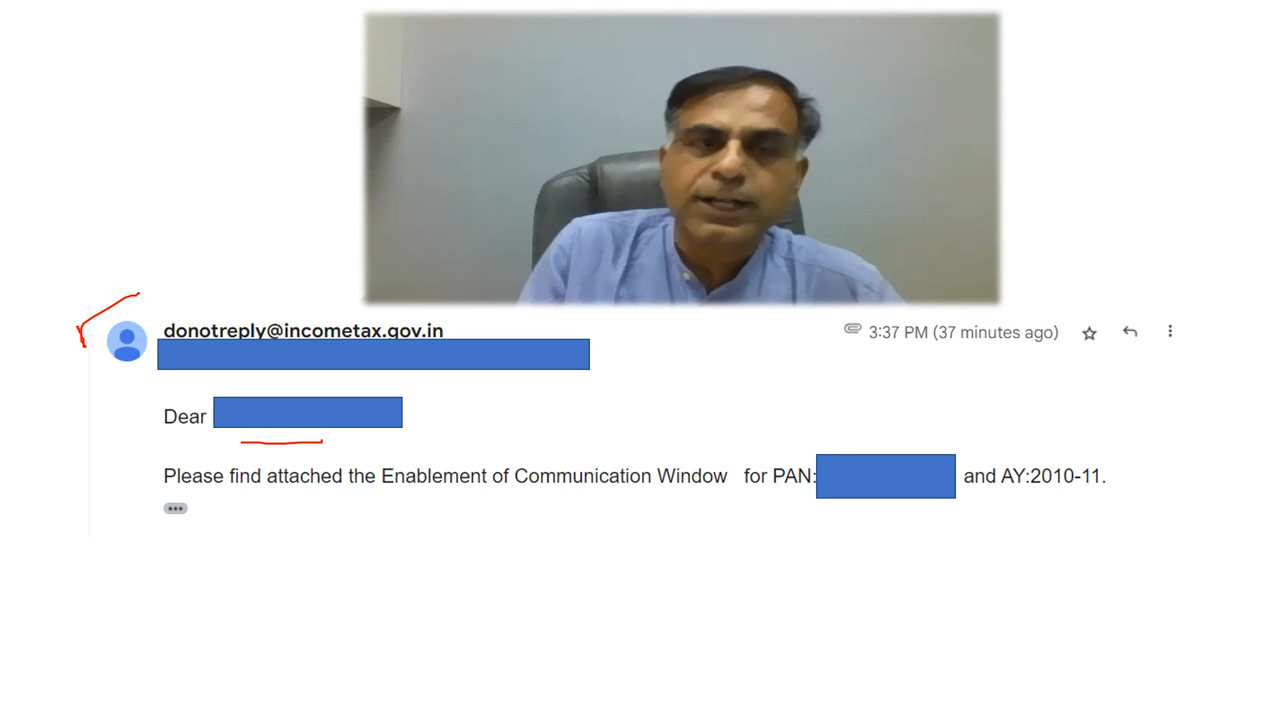 donotreply@incometax.gov.in 3:37 PM (37 minutes ago)
Dear
Please find attached the Enablement of Communication Window for PAN: and AY:2010-11.